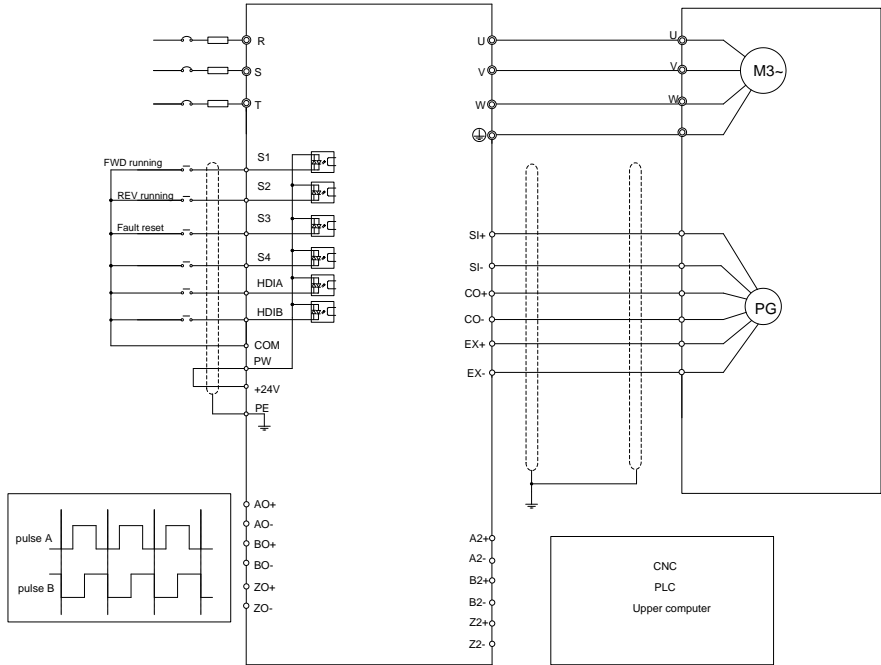 R
S
T
FWD running
REV running
Fault reset
S1
S2
S3
S4
HDIA
HDIB
COM
PW
+24V
PE
pulse A
pulse B
AO+
AO-
BO+
BO-
ZO+
ZO-
U
V
W
SI+
SI-
CO+
CO-
EX+
EX-
A2+
A2-
B2+
B2-
Z2+
Z2-
U
V
W
M3~
PG
CNC
PLC
Upper computer